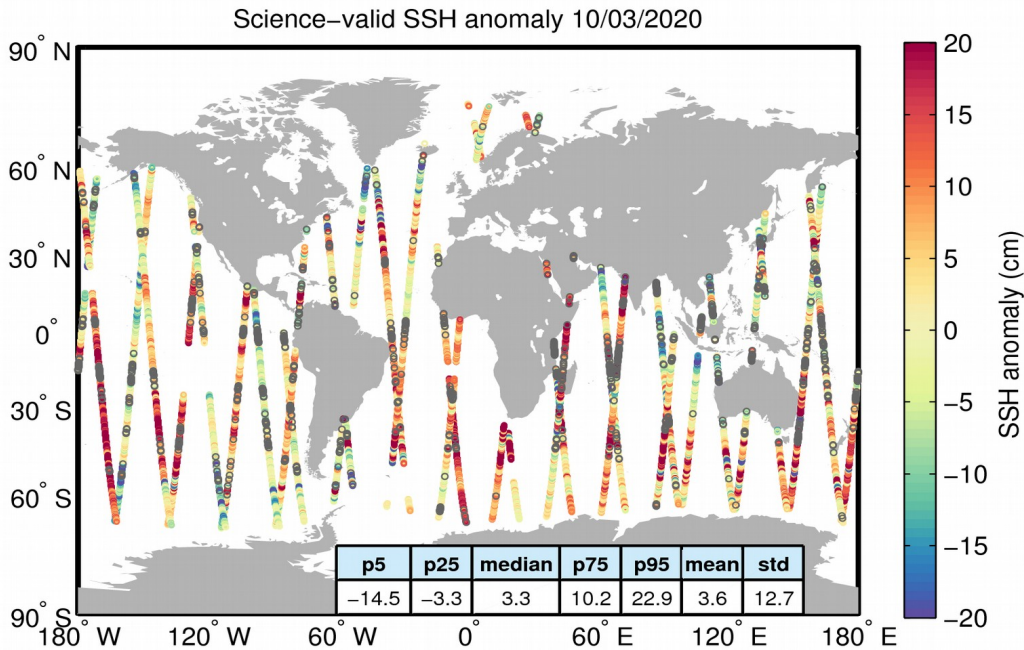 Science−valid SSH anomaly 10/03/2020
90° N
60° N
30° N
0°
30° S
60° S
90° S
180° W
120° W
60° W
0°
60° E
120° E
180° E
p5 p25 median p75 p95 mean std
−14.5 −3.3 3.3 10.2 22.9 3.6 12.7
20
15
10
5
0
−5
−10
−15
−20
SSH anomaly (cm)